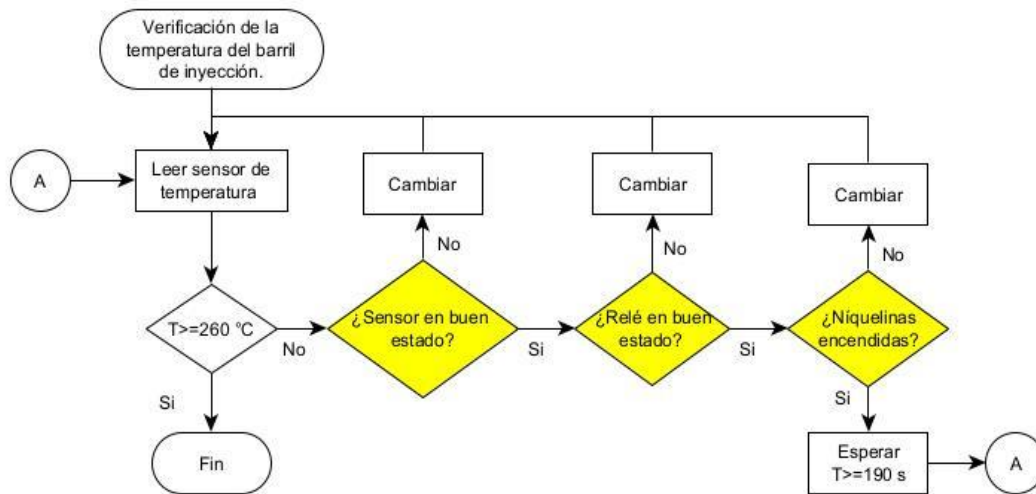 Verificación de la
temperatura del barril
de inyección.
A
Leer sensor de
temperatura
Cambiar
Cambiar
Cambiar
No
No
No
T>=260 °C
No
¿Sensor en buen
estado?
Si
¿Relé en buen
estado?
Si
¿Níquelinas
encendidas?
Si
Si
Fin
Esperar
T>=190 s
A